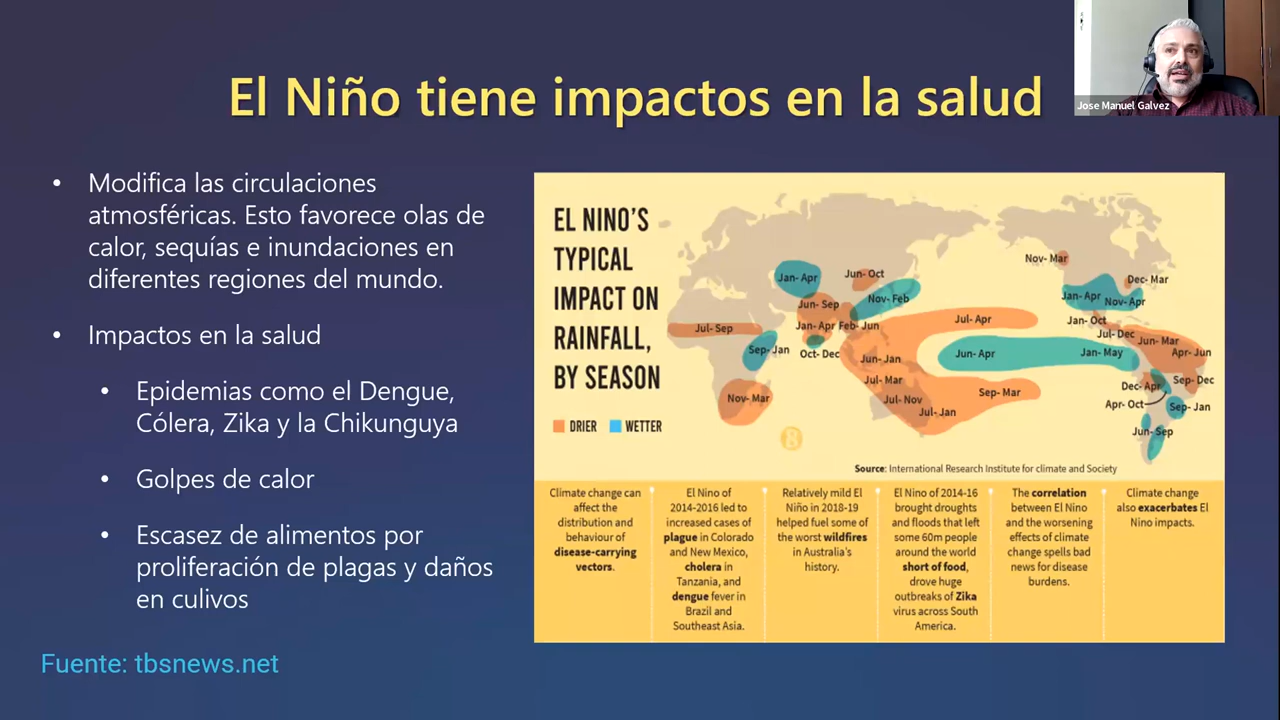 El Niño tiene impactos en la salud
Jose Manuel Galvez
• Modifica las circulaciones
atmosféricas. Esto favorece olas de
calor, sequías e inundaciones en
diferentes regiones del mundo.
• Impactos en la salud
• Epidemias como el Dengue,
Cólera, Zika y la Chikunguya
• Golpes de calor
• Escasez de alimentos por
proliferación de plagas y daños
en culivos
Fuente: tbsnews.net
EL NINO'S
TYPICAL
IMPACT ON
RAINFALL,
BY SEASON
DRIER
WETTER
Jan- Apr
Jun- Oct
Nov- Feb
Jun- Sep
Jul- Sep
Jan- Apr
Feb- Jun
Sep- Jan
Oct- Dec
Nov- Mar
Jul- Apr
Jun- Jan
Jul- Mar
Jul- Nov
Jul- Jan
Sep- Mar
Jun- Apr
Jan- May
Nov- Mar
Dec- Mar
Jan- Apr
Nov- Apr
Jan- Oct
Jul- Dec
Jun- Mar
Apr- Jun
Dec- Apr
Sep- Dec
Apr- Oct
Sep- Jan
Jun- Sep
Source: International Research Institute for climate and Society
Climate change can
affect the
distribution and
behaviour of
disease-carrying
vectors.
El Nino of
2014-2016 led to
increased cases of
plague in Colorado
and New Mexico,
cholera in
Tanzania, and
dengue fever in
Brazil and
Southeast Asia.
Relatively mild El
Niño in 2018-19
helped fuel some of
the worst wildfires
in Australia's
history.
El Nino of 2014-16
brought droughts
and floods that left
some 60m people
around the world
short of food,
drove huge
outbreaks of Zika
virus across South
America.
The correlation
between El Nino
and the worsening
effects of climate
change spells bad
news for disease
burdens.
Climate change
also exacerbates El
Nino impacts.